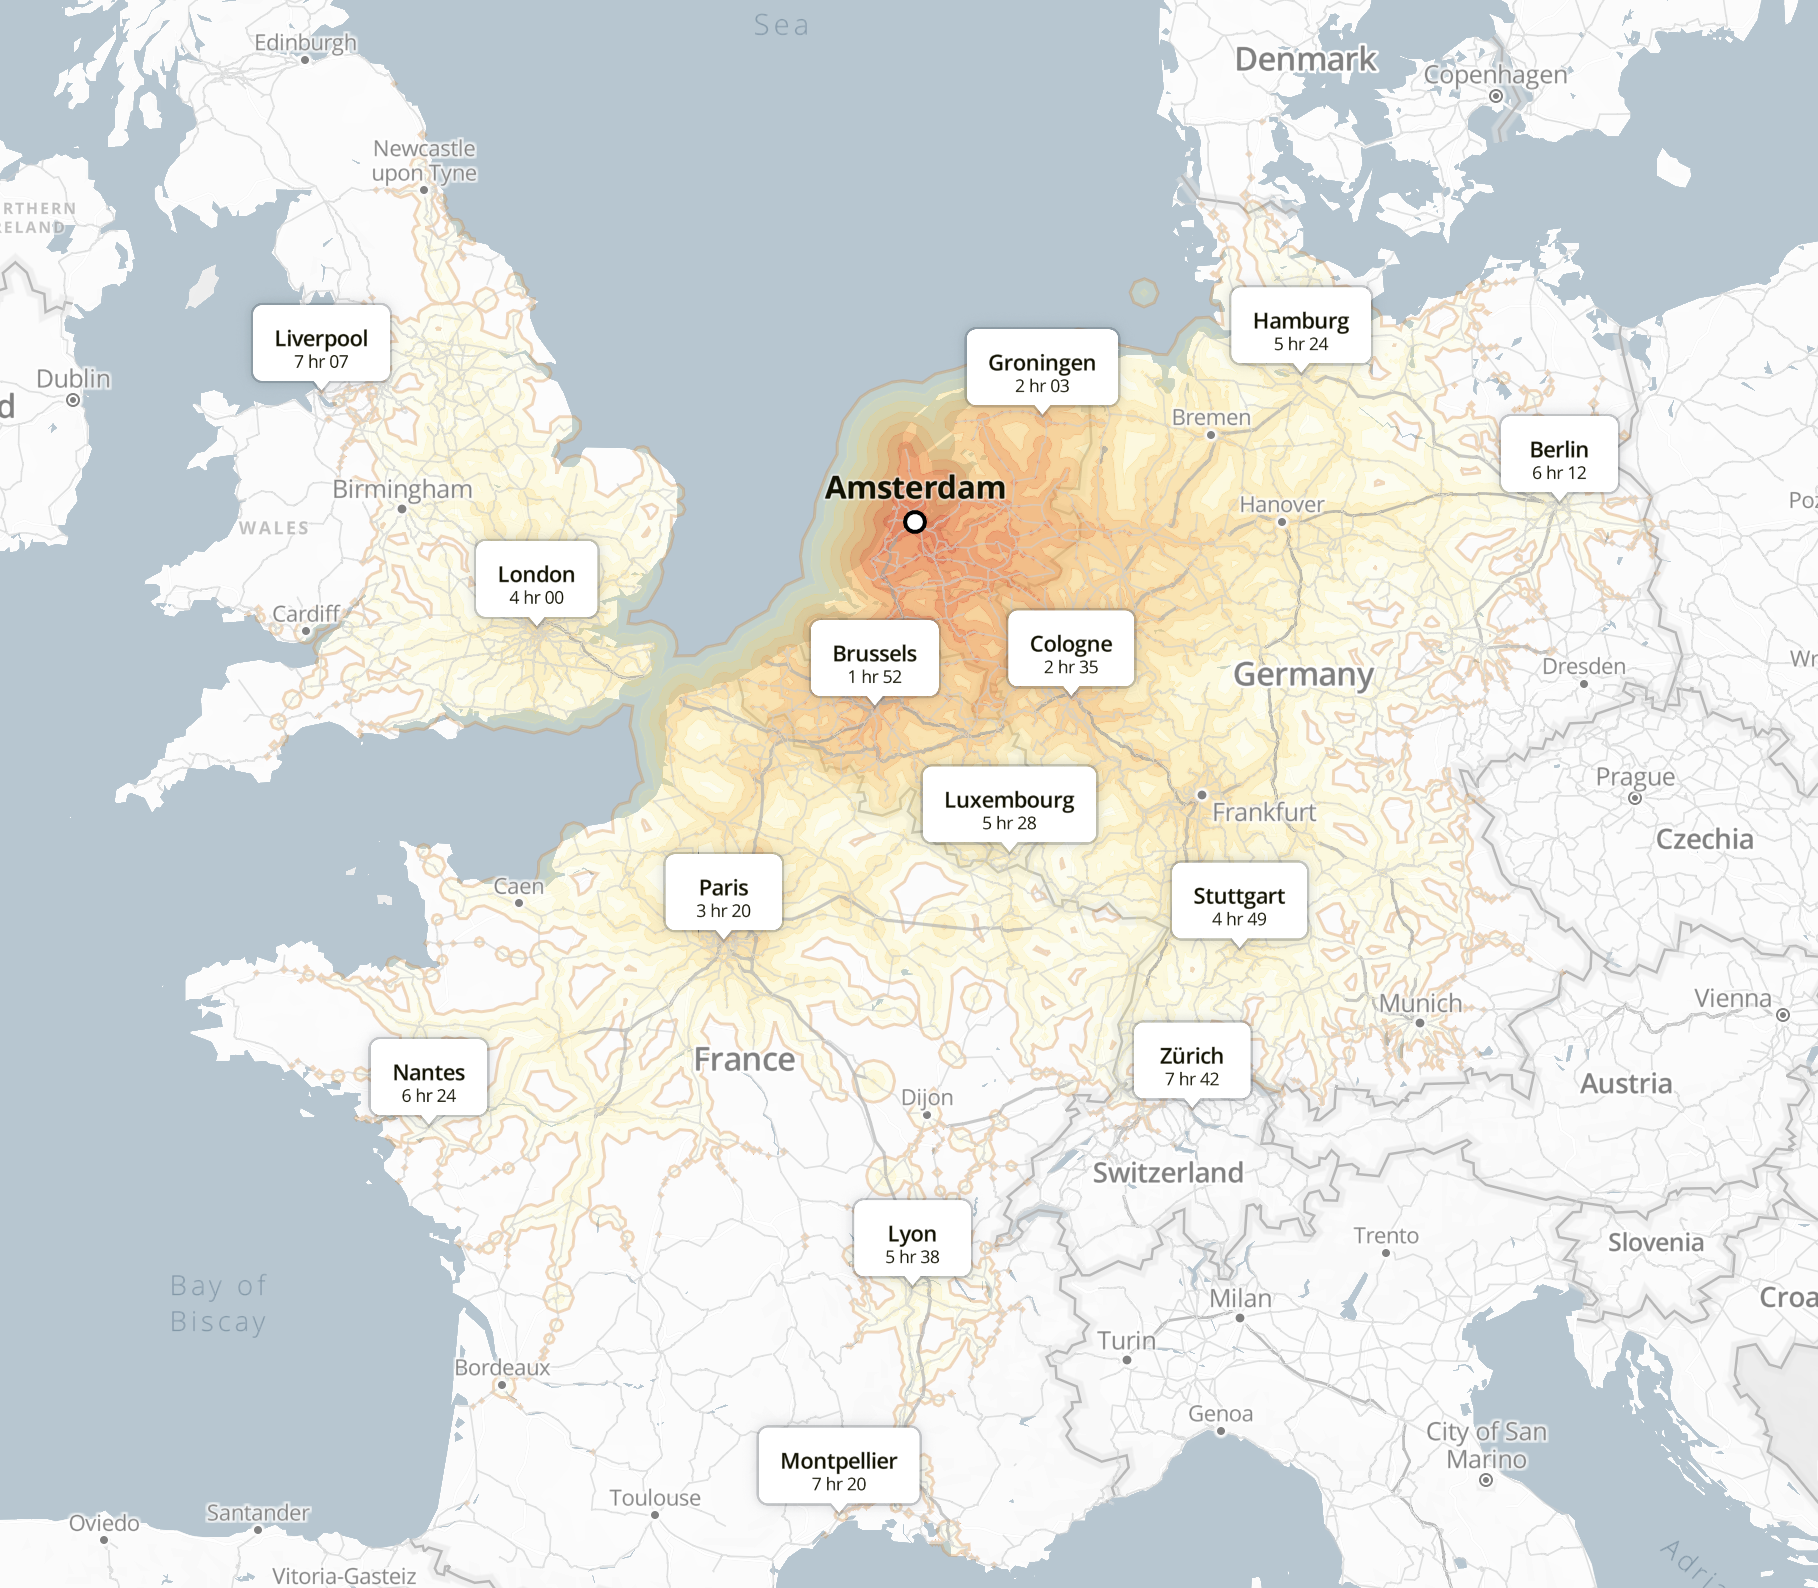 Sea
Edinburgh
Denmark
Copenhagen
Newcastle
upon Tyne
RTHERN
RELAND
Liverpool
7 hr 07
Hamburg
5 hr 24
Groningen
2 hr 03
Dublin
d
Bremen
Berlin
6 hr 12
Birmingham
Amsterdam
Hanover
Poz
WALES
London
4 hr 00
Cardiff
Brussels
1 hr 52
Cologne
2 hr 35
Germany
Dresden
Wr
Prague
Luxembourg
5 hr 28
Frankfurt
Czechia
Caen
Paris
3 hr 20
Stuttgart
4 hr 49
Munich
Vienna
France
Nantes
6 hr 24
Zürich
7 hr 42
Austria
Dijon
Switzerland
Lyon
5 hr 38
Trento
Slovenia
Bay of
Biscay
Milan
Croa
Turin
Bordeaux
Genoa
City of San
Marino
Montpellier
7 hr 20
Toulouse
Santander
Oviedo
Vitoria-Gasteiz
Adri